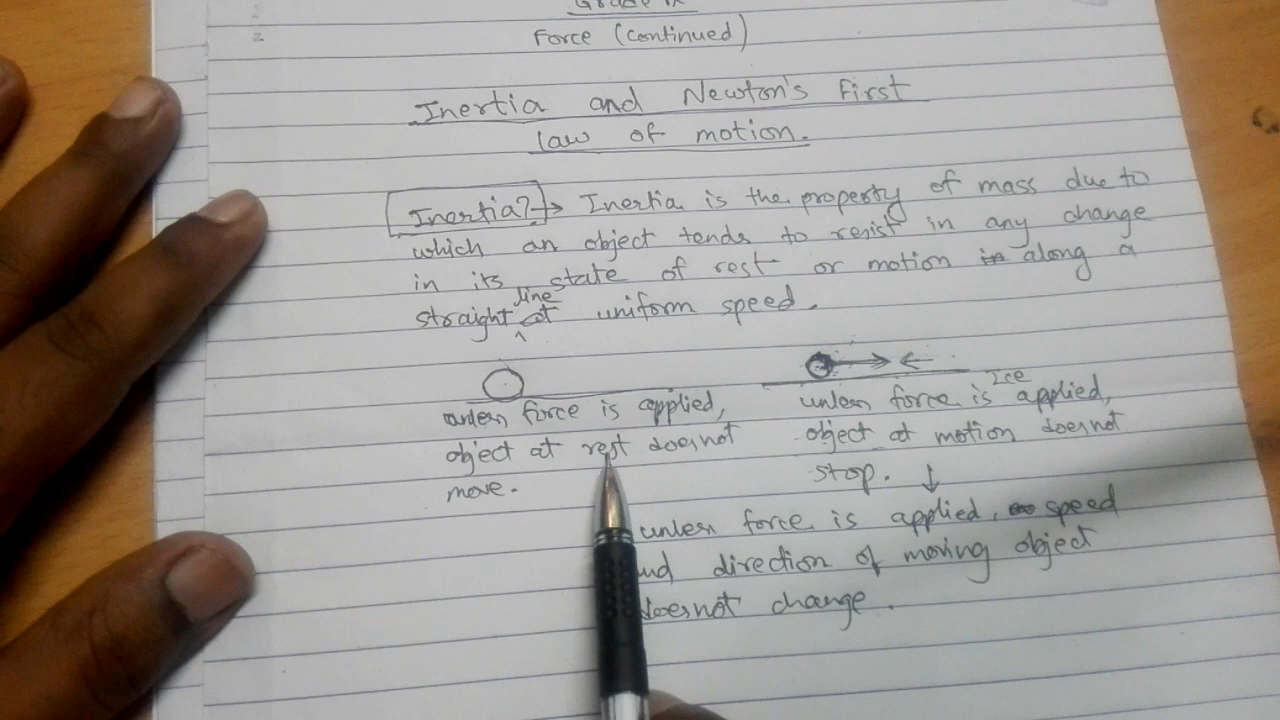 Grade IX
Force (continued)
Inertia and Newton's First
law of motion.
Inertia? → Inertia is the property of mass due to
which an object tends to resist in any change
in its state of rest or motion along a
straight line at uniform speed.
unless force is applied,
object at rest doesnot
move.
Ice
unless force is applied,
object at motion doesnot
stop. ↓
unless force is applied, speed
and direction of moving object
doesnot change.